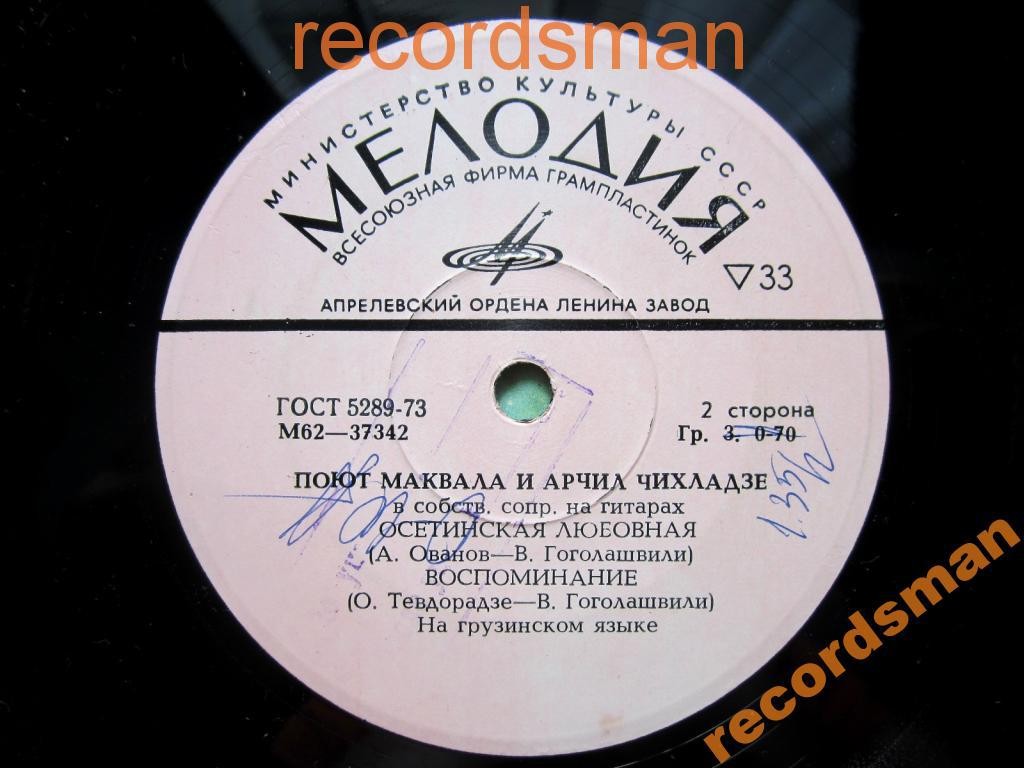 recordsman
МИНИСТЕРСТВО КУЛЬТУРЫ СССР
МЕЛОДИЯ
ВСЕСОЮЗНАЯ ФИРМА ГРАМПЛАСТИНОК
▽33
АПРЕЛЕВСКИЙ ОРДЕНА ЛЕНИНА ЗАВОД
ГОСТ 5289-73
М62—37342
2 сторона
Гр. 3. 0-70
ПОЮТ МАКВАЛА И АРЧИЛ ЧИХЛАДЗЕ
в собств. сопр. на гитарах
ОСЕТИНСКАЯ ЛЮБОВНАЯ
(А. Ованов—В. Гоголашвили)
ВОСПОМИНАНИЕ
(О. Тевдорадзе—В. Гоголашвили)
На грузинском языке
recordsman